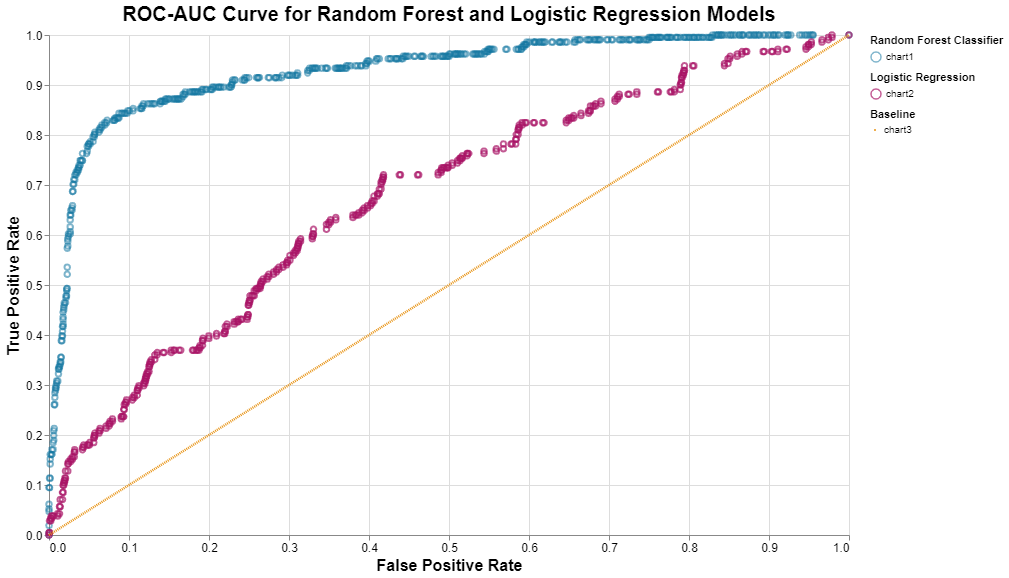 ROC-AUC Curve for Random Forest and Logistic Regression Models
1.0
0.9
0.8
0.7
0.6
0.5
0.4
0.3
0.2
0.1
0.0
True Positive Rate
0.0 0.1 0.2 0.3 0.4 0.5 0.6 0.7 0.8 0.9 1.0
False Positive Rate
Random Forest Classifier
chart1
Logistic Regression
chart2
Baseline
chart3